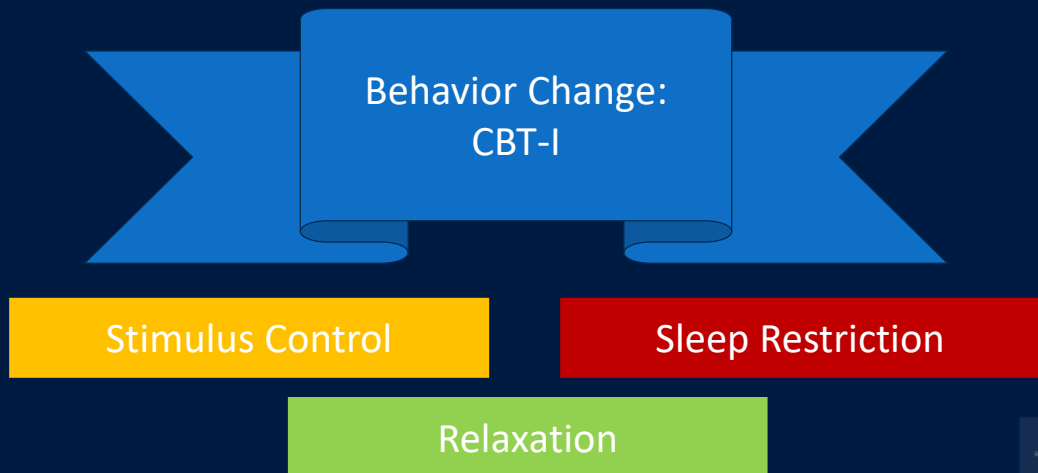 Behavior Change:
CBT-I
Stimulus Control
Sleep Restriction
Relaxation